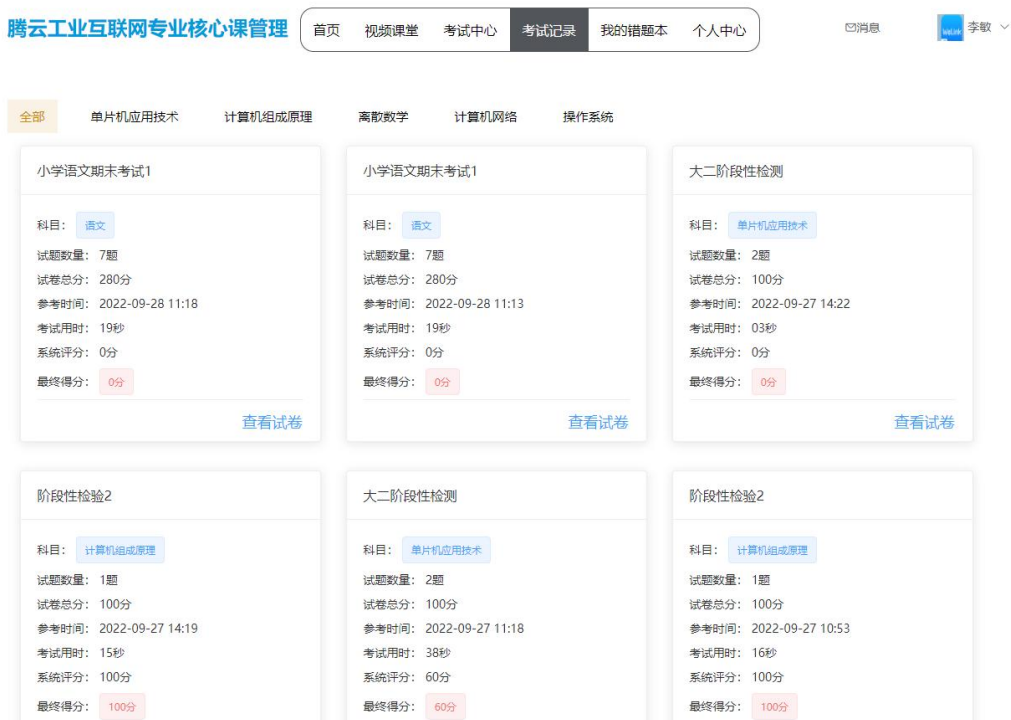 腾云工业互联网专业核心课管理 首页 视频课堂 考试中心 考试记录 我的错题本 个人中心 消息 李敏
全部 单片机应用技术 计算机组成原理 离散数学 计算机网络 操作系统
小学语文期末考试1
科目： 语文
试题数量： 7题
试卷总分： 280分
参考时间： 2022-09-28 11:18
考试用时： 19秒
系统评分： 0分
最终得分： 0分
查看试卷
小学语文期末考试1
科目： 语文
试题数量： 7题
试卷总分： 280分
参考时间： 2022-09-28 11:13
考试用时： 19秒
系统评分： 0分
最终得分： 0分
查看试卷
大二阶段性检测
科目： 单片机应用技术
试题数量： 2题
试卷总分： 100分
参考时间： 2022-09-27 14:22
考试用时： 03秒
系统评分： 0分
最终得分： 0分
查看试卷
阶段性检验2
科目： 计算机组成原理
试题数量： 1题
试卷总分： 100分
参考时间： 2022-09-27 14:19
考试用时： 15秒
系统评分： 100分
最终得分： 100分
大二阶段性检测
科目： 单片机应用技术
试题数量： 2题
试卷总分： 100分
参考时间： 2022-09-27 11:18
考试用时： 38秒
系统评分： 60分
最终得分： 60分
阶段性检验2
科目： 计算机组成原理
试题数量： 1题
试卷总分： 100分
参考时间： 2022-09-27 10:53
考试用时： 16秒
系统评分： 100分
最终得分： 100分